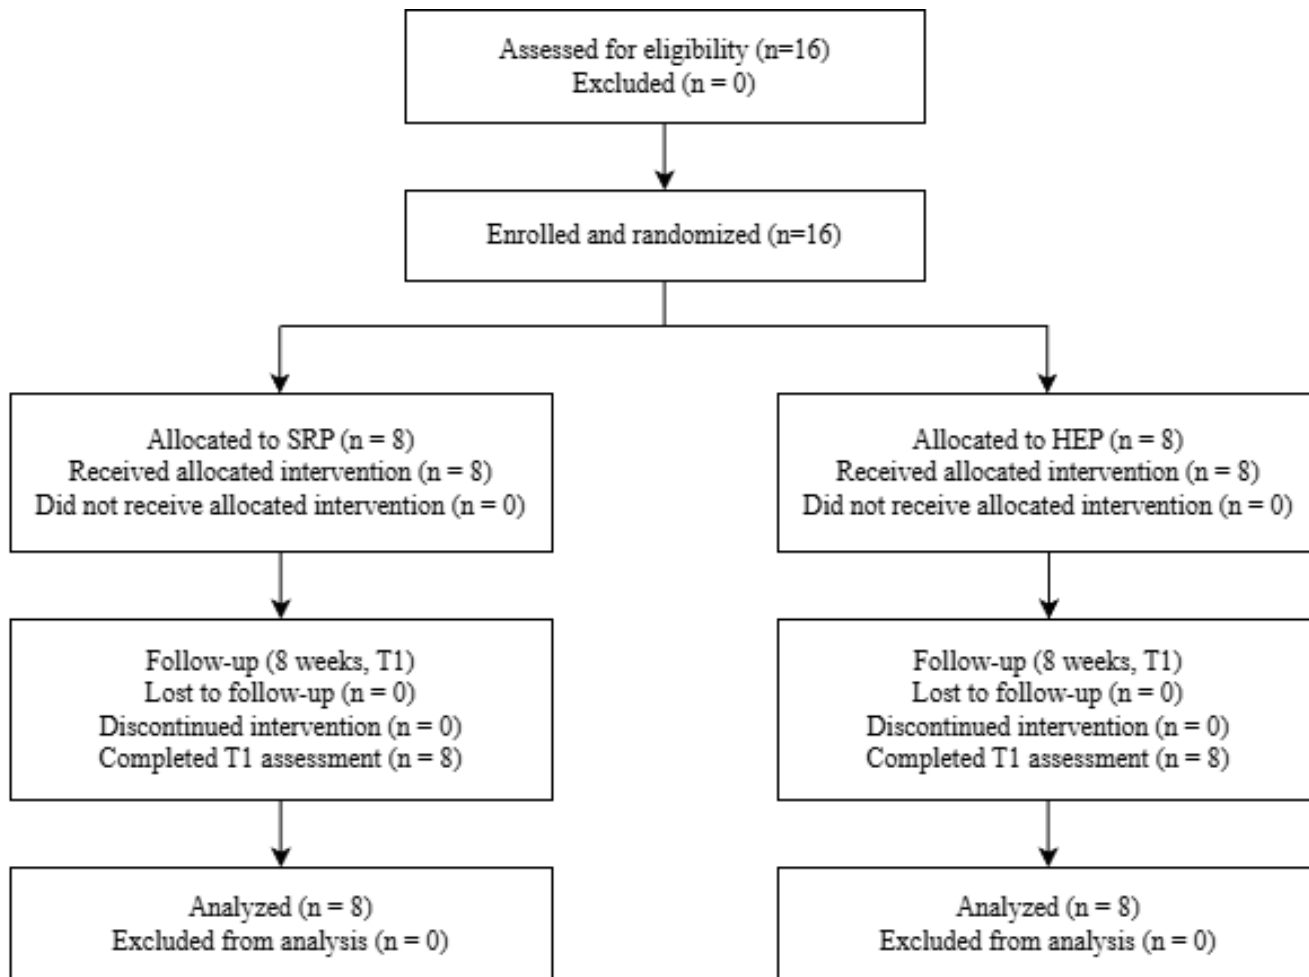 Assessed for eligibility (n=16)
Excluded (n = 0)
Enrolled and randomized (n=16)
Allocated to SRP (n = 8)
Received allocated intervention (n = 8)
Did not receive allocated intervention (n = 0)
Allocated to HEP (n = 8)
Received allocated intervention (n = 8)
Did not receive allocated intervention (n = 0)
Follow-up (8 weeks, T1)
Lost to follow-up (n = 0)
Discontinued intervention (n = 0)
Completed T1 assessment (n = 8)
Follow-up (8 weeks, T1)
Lost to follow-up (n = 0)
Discontinued intervention (n = 0)
Completed T1 assessment (n = 8)
Analyzed (n = 8)
Excluded from analysis (n = 0)
Analyzed (n = 8)
Excluded from analysis (n = 0)